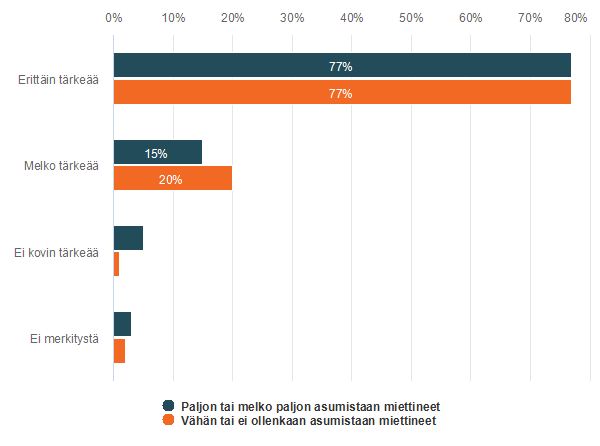 0% 10% 20% 30% 40% 50% 60% 70% 80%
Erittäin tärkeää
77%
77%
Melko tärkeää
15%
20%
Ei kovin tärkeää
Ei merkitystä
Paljon tai melko paljon asumistaan miettineet
Vähän tai ei ollenkaan asumistaan miettineet